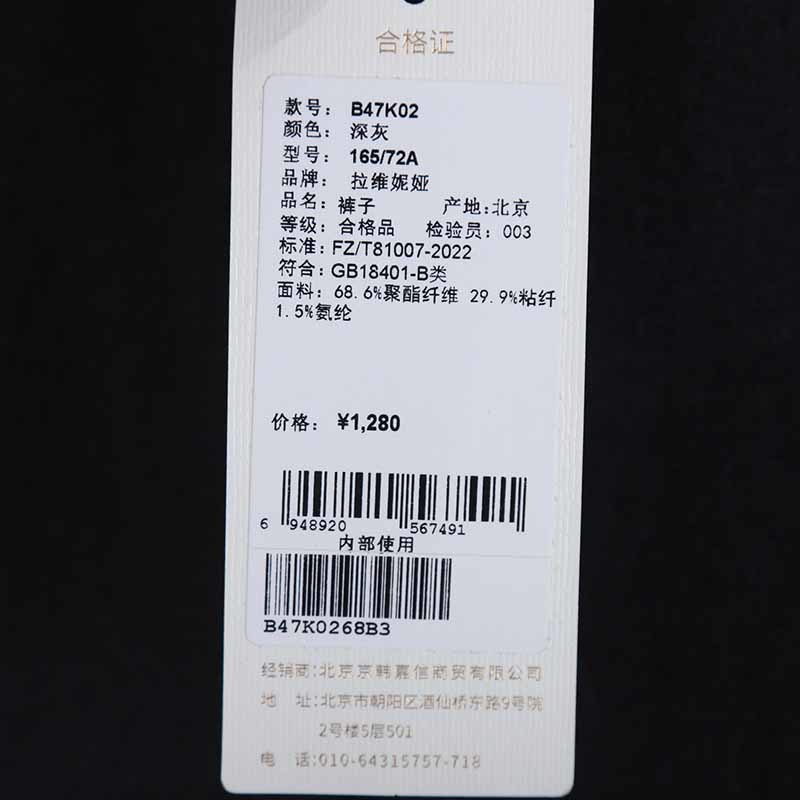 合格证
款号： B47K02
颜色： 深灰
型号： 165/72A
品牌： 拉维妮娅
品名：裤子 产地:北京
等级：合格品 检验员：003
标准：FZ/T81007-2022
符合：GB18401-B类
面料：68.6%聚酯纤维 29.9%粘纤
1.5%氨纶
价格： ¥1,280
6 948920 567491
内部使用
B47K0268B3
经销商:北京京韩嘉信商贸有限公司
地 址:北京市朝阳区酒仙桥东路9号院
2号楼5层501
电 话:010-64315757-718